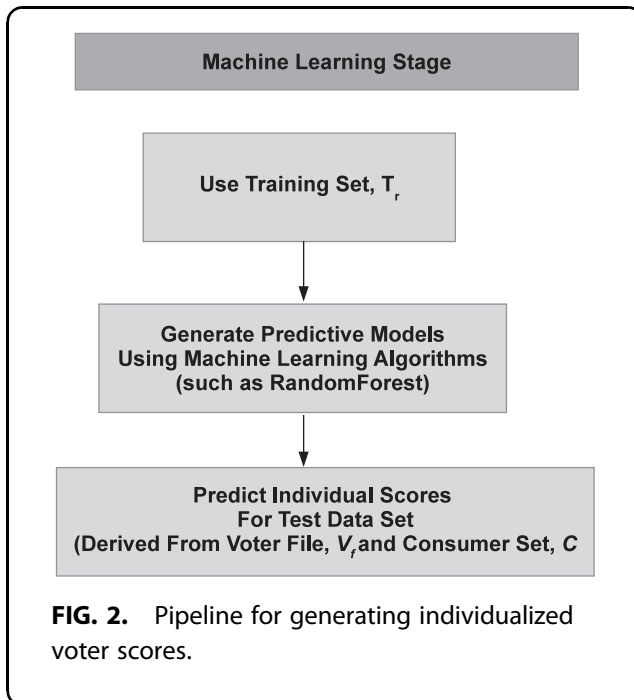 Machine Learning Stage
Use Training Set, Tr
Generate Predictive Models
Using Machine Learning Algorithms
(such as RandomForest)
Predict Individual Scores
For Test Data Set
(Derived From Voter File, Vf and Consumer Set, C
FIG. 2. Pipeline for generating individualized
voter scores.